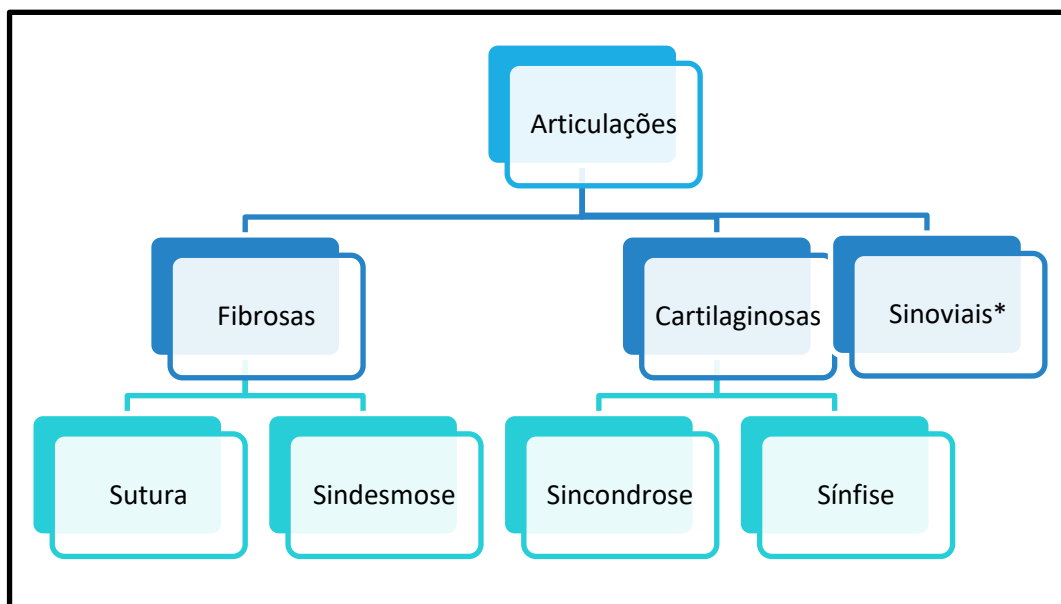 Articulações
Fibrosas
Cartilaginosas
Sinoviais*
Sutura
Sindesmose
Sincondrose
Sínfise